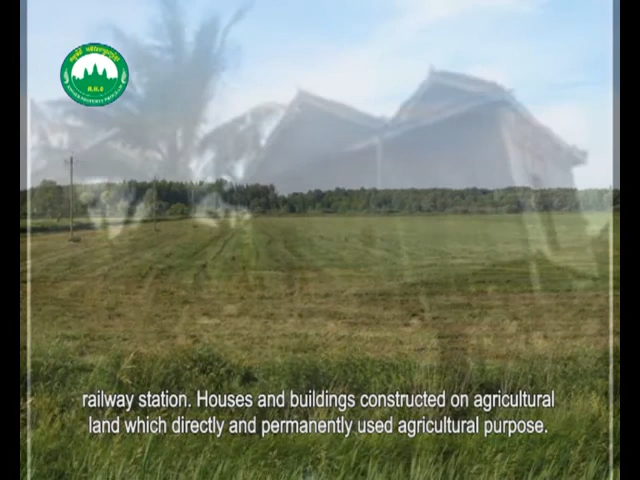 railway station. Houses and buildings constructed on agricultural
land which directly and permanently used agricultural purpose.